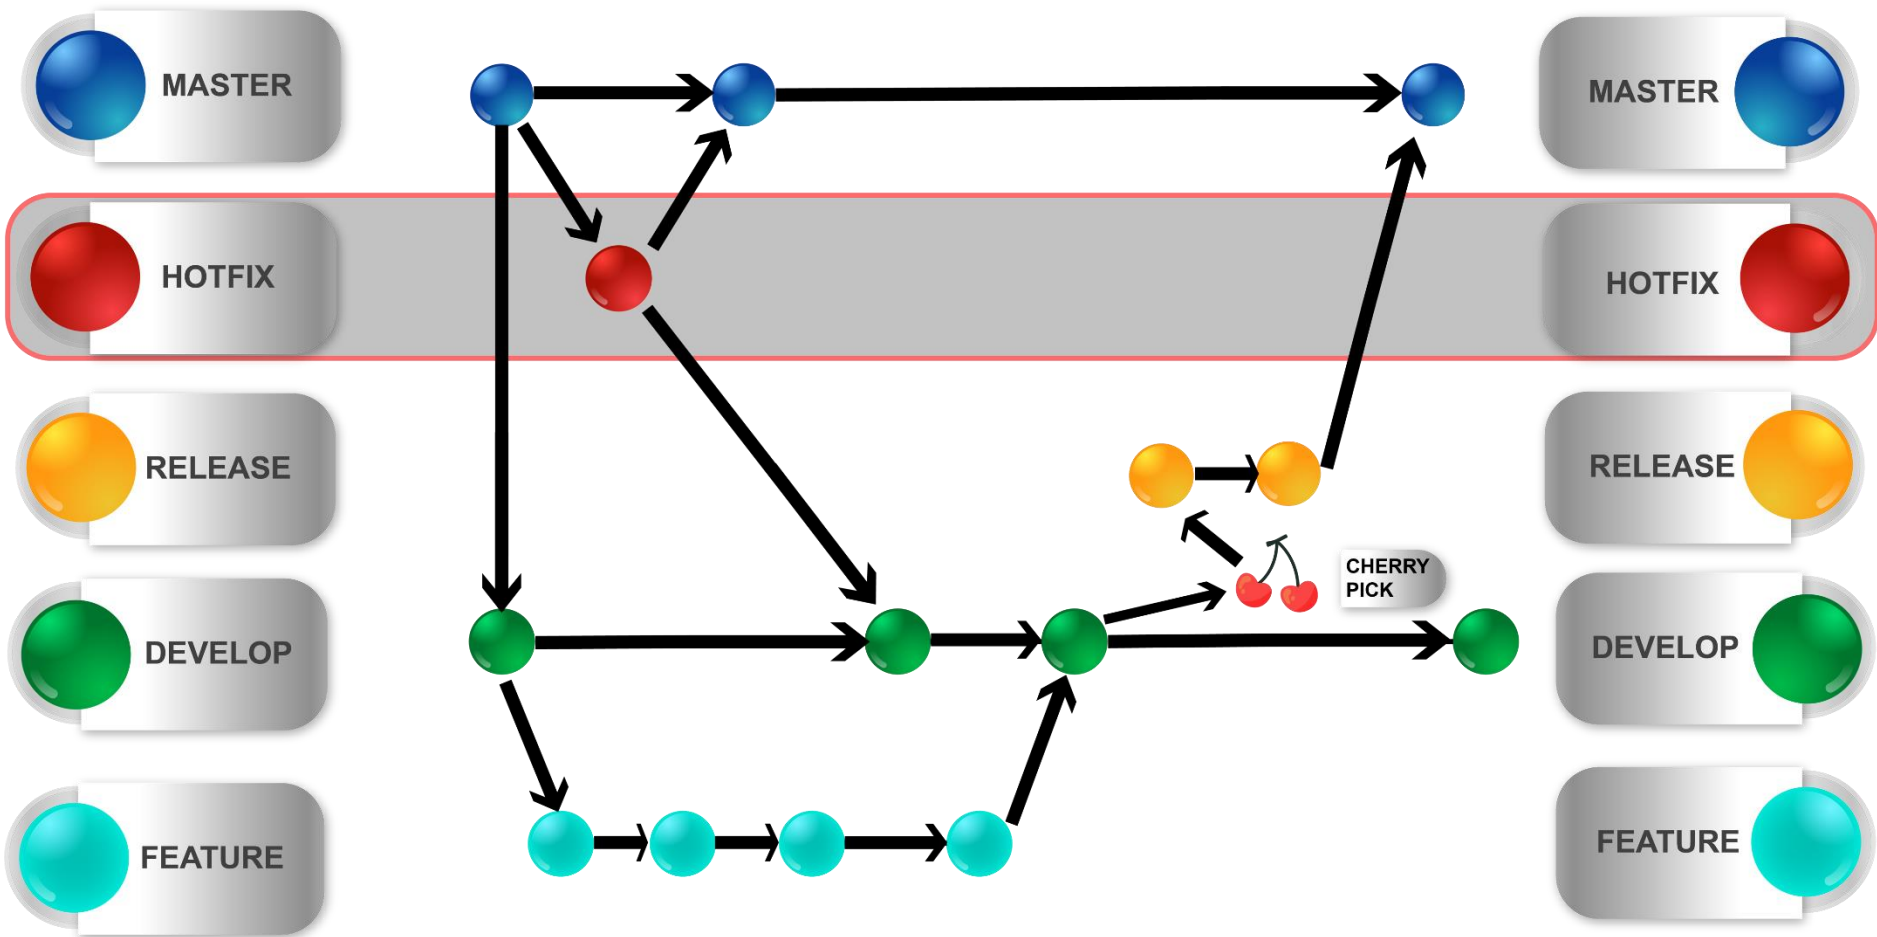 MASTER
MASTER
HOTFIX
HOTFIX
RELEASE
RELEASE
CHERRY
PICK
DEVELOP
DEVELOP
FEATURE
FEATURE